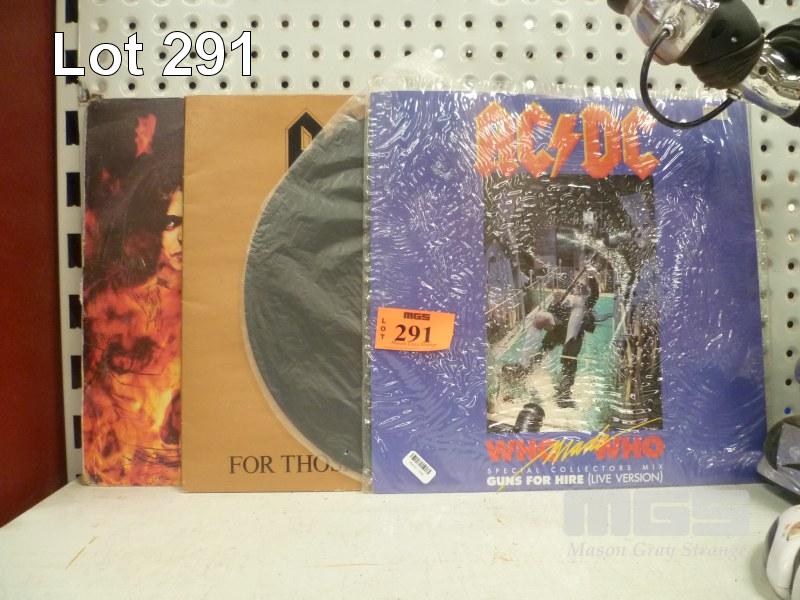 Lot 291
AC DC
MGS
LOT
291
WHO Made WHO
SPECIAL COLLECTORS MIX
GUNS FOR HIRE (LIVE VERSION)
FOR THOS
MGS
Mason Gray Strange